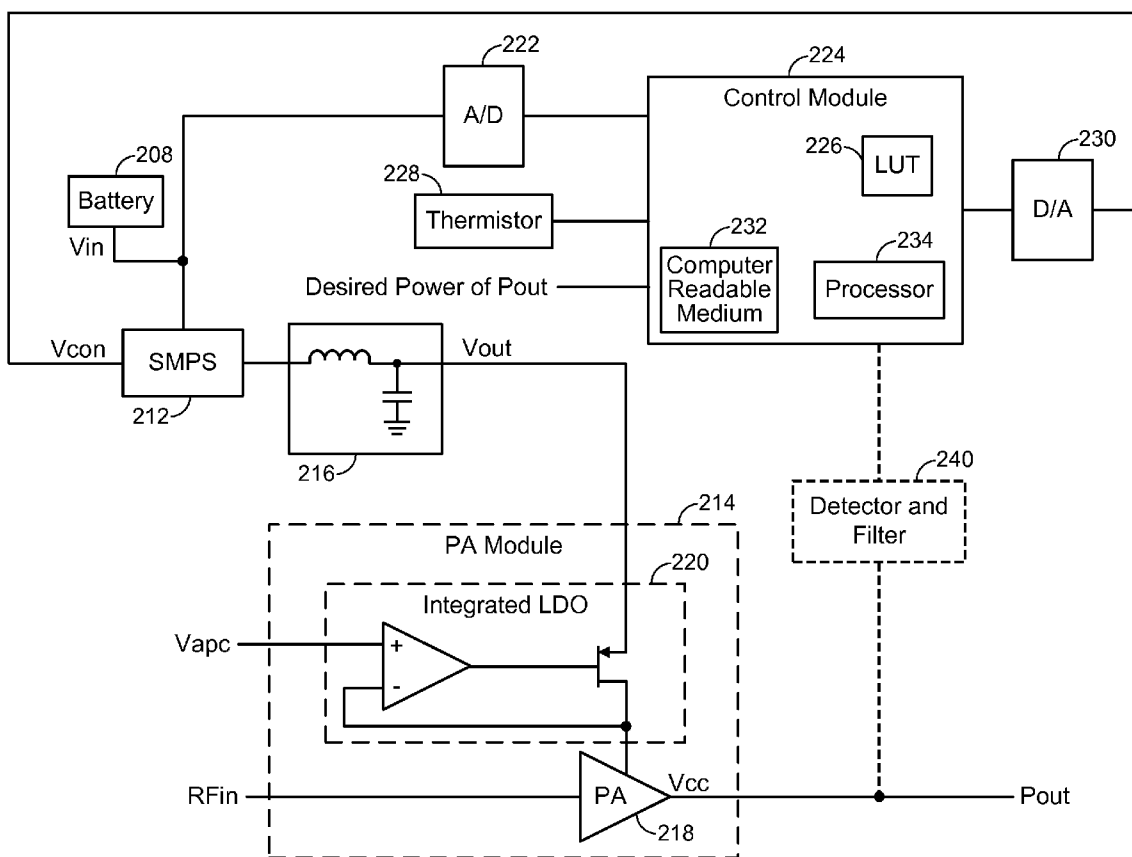 222
224
A/D
Control Module
226
LUT
230
D/A
208
Battery
228
Thermistor
Vin
232
Computer
Readable
Medium
234
Processor
Desired Power of Pout
Vcon
SMPS
212
Vout
216
240
Detector and
Filter
214
PA Module
220
Integrated LDO
Vapc
+
-
RFin
PA
Vcc
218
Pout